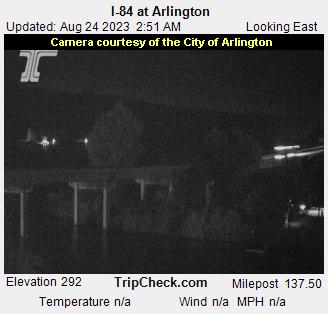 I-84 at Arlington
Updated: Aug 24 2023 2:51 AM Looking East
Camera courtesy of the City of Arlington
Elevation 292 TripCheck.com Milepost 137.50
Temperature n/a Wind n/a MPH n/a